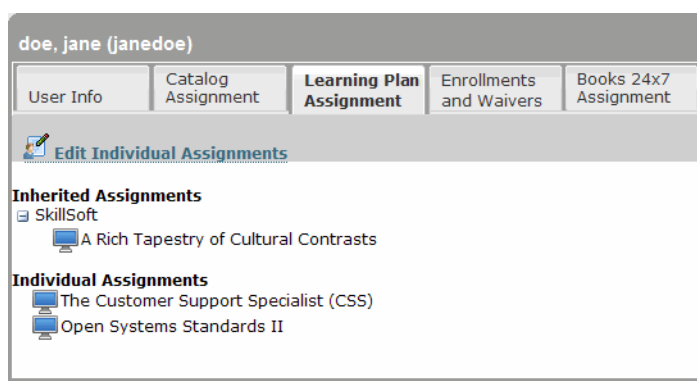 doe, jane (janedoe)
User Info
Catalog
Assignment
Learning Plan
Assignment
Enrollments
and Waivers
Books 24x7
Assignment
Edit Individual Assignments
Inherited Assignments
SkillSoft
A Rich Tapestry of Cultural Contrasts
Individual Assignments
The Customer Support Specialist (CSS)
Open Systems Standards II